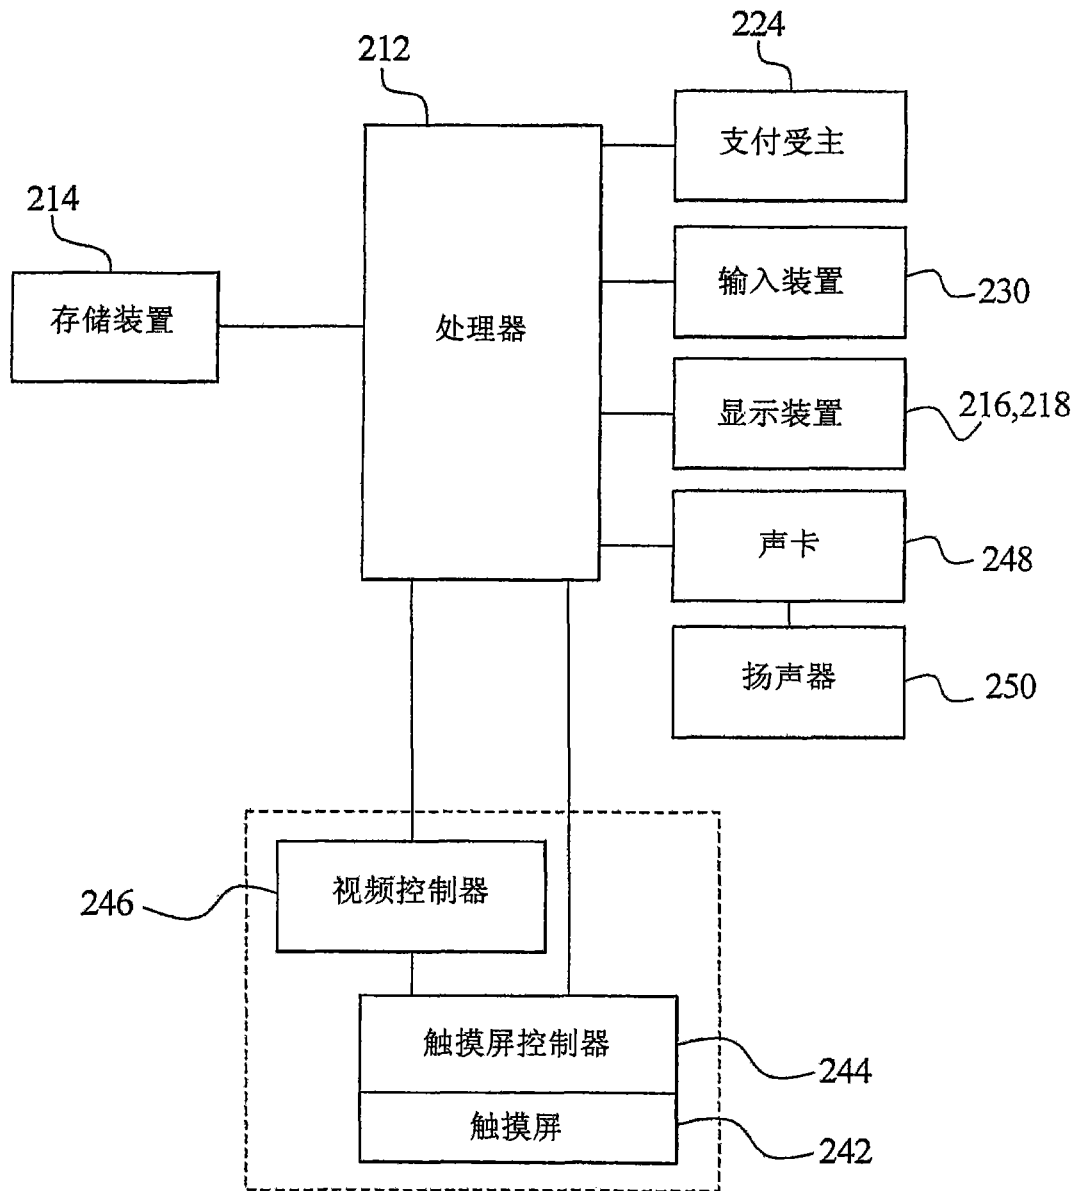 224
212
支付受主
214
输入装置
230
存储装置
处理器
显示装置
216,218
声卡
248
扬声器
250
视频控制器
246
触摸屏控制器
244
触摸屏
242